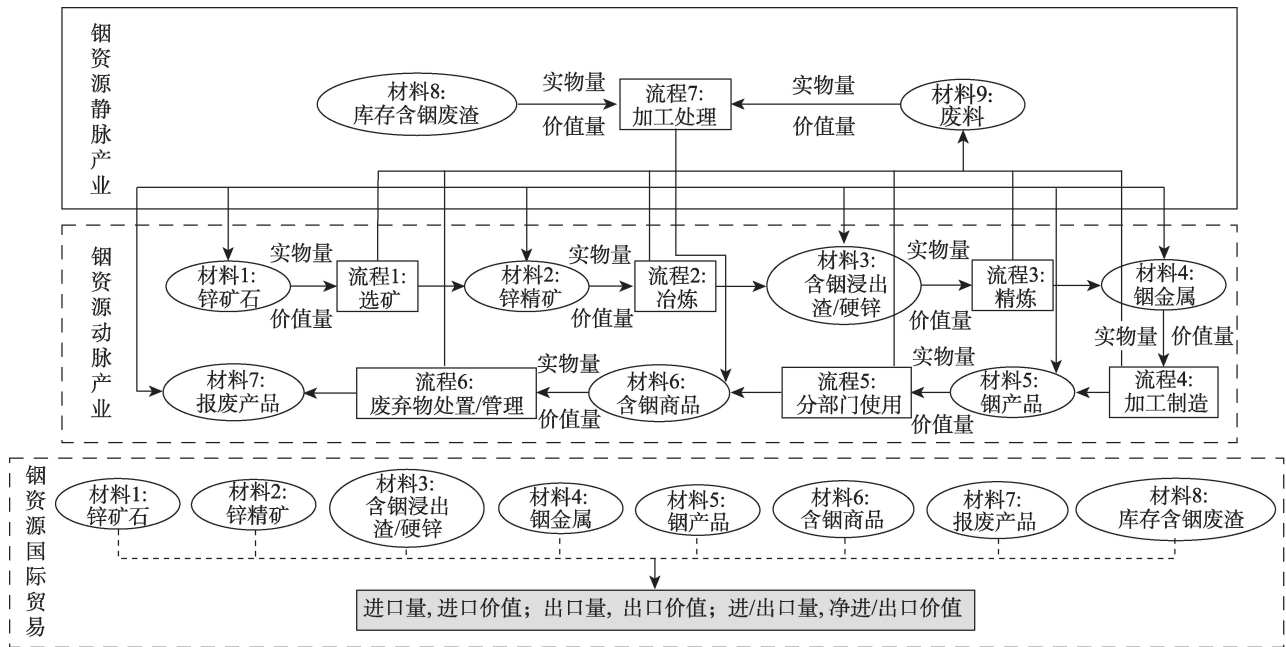 铟资源静脉产业
材料8:
库存含铟废渣
实物量
价值量
流程7:
加工处理
实物量
价值量
材料9:
废料
铟资源动脉产业
材料1:
锌矿石
实物量
价值量
流程1:
选矿
材料2:
锌精矿
实物量
价值量
流程2:
冶炼
材料3:
含铟浸出
渣/硬锌
实物量
价值量
流程3:
精炼
材料4:
铟金属
实物量
价值量
材料7:
报废产品
流程6:
废弃物处置/管理
实物量
价值量
材料6:
含铟商品
流程5:
分部门使用
实物量
价值量
材料5:
铟产品
流程4:
加工制造
铟资源国际贸易
材料1:
锌矿石
材料2:
锌精矿
材料3:
含铟浸出
渣/硬锌
材料4:
铟金属
材料5:
铟产品
材料6:
含铟商品
材料7:
报废产品
材料8:
库存含铟废渣
进口量, 进口价值；出口量, 出口价值；进/出口量, 净进/出口价值